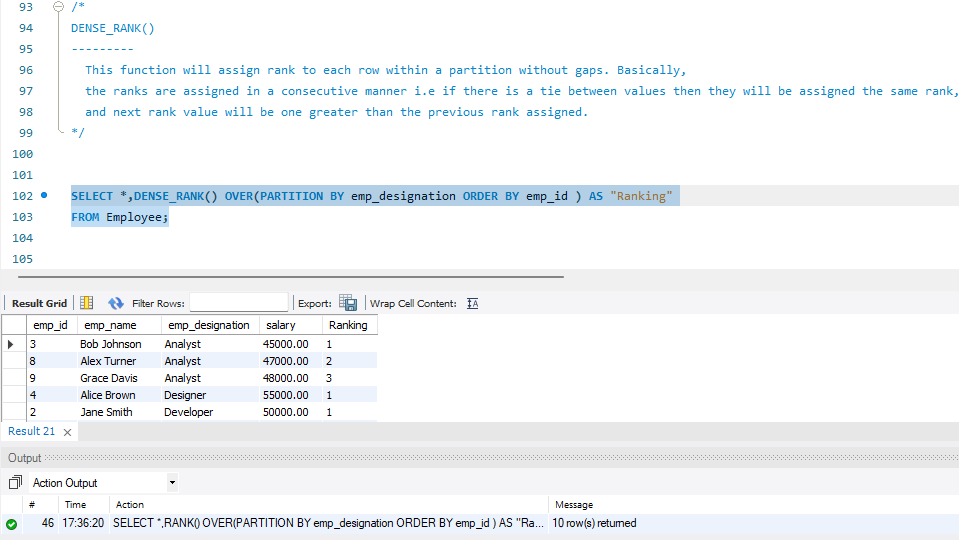 93 /*
94 DENSE_RANK()
95 ---------
96 This function will assign rank to each row within a partition without gaps. Basically,
97 the ranks are assigned in a consecutive manner i.e if there is a tie between values then they will be assigned the same rank,
98 and next rank value will be one greater than the previous rank assigned.
99 */
100
101
102 SELECT *,DENSE_RANK() OVER(PARTITION BY emp_designation ORDER BY emp_id ) AS "Ranking"
103 FROM Employee;
104
105
Result Grid Filter Rows: Export: Wrap Cell Content: IA
emp_id emp_name emp_designation salary Ranking
3 Bob Johnson Analyst 45000.00 1
8 Alex Turner Analyst 47000.00 2
9 Grace Davis Analyst 48000.00 3
4 Alice Brown Designer 55000.00 1
2 Jane Smith Developer 50000.00 1
Result 21 ×
Output
Action Output
# Time Action Message
46 17:36:20 SELECT *,RANK() OVER(PARTITION BY emp_designation ORDER BY emp_id ) AS "Ra... 10 row(s) returned